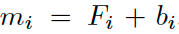 m_i = F_i + b_i